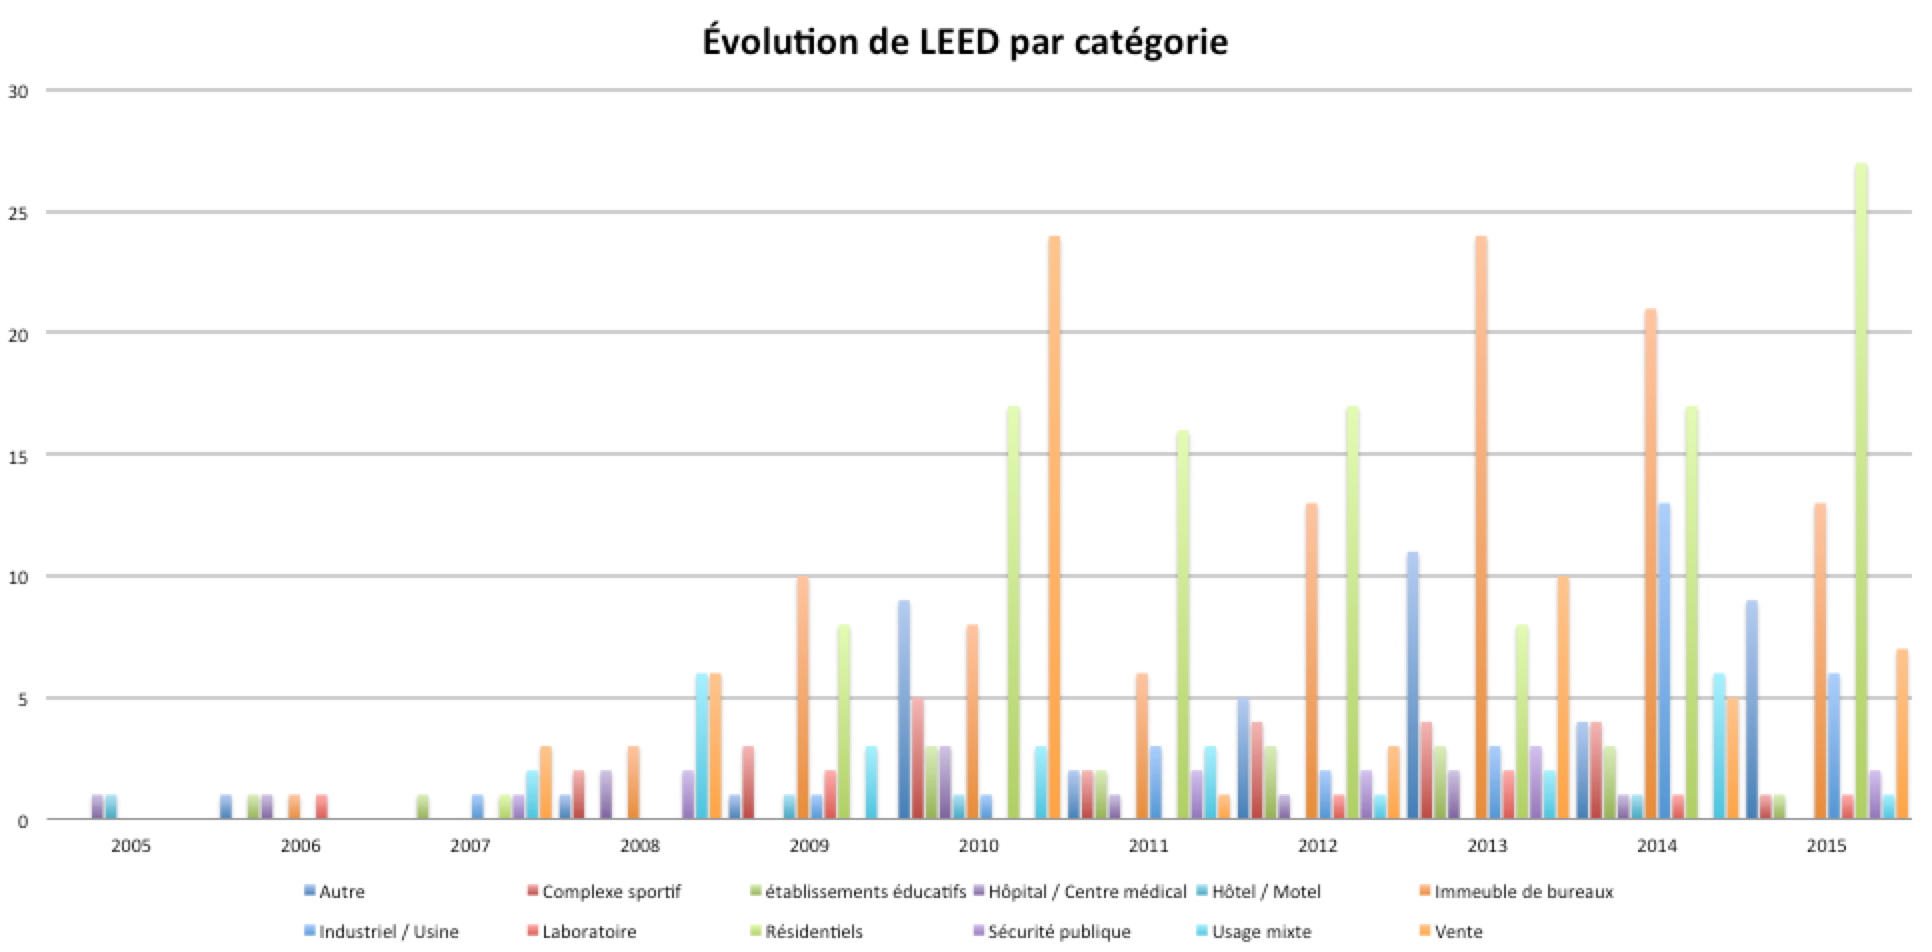 Évolution de LEED par catégorie
30
25
20
15
10
5
0
2005 2006 2007 2008 2009 2010 2011 2012 2013 2014 2015
Autre Complexe sportif établissements éducatifs Hôpital / Centre médical Hôtel / Motel Immeuble de bureaux
Industriel / Usine Laboratoire Résidentiels Sécurité publique Usage mixte Vente